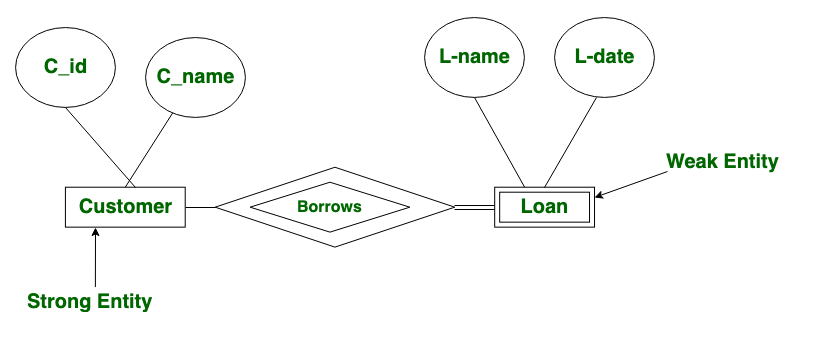 C_id
C_name
L-name
L-date
Weak Entity
Customer
Borrows
Loan
Strong Entity